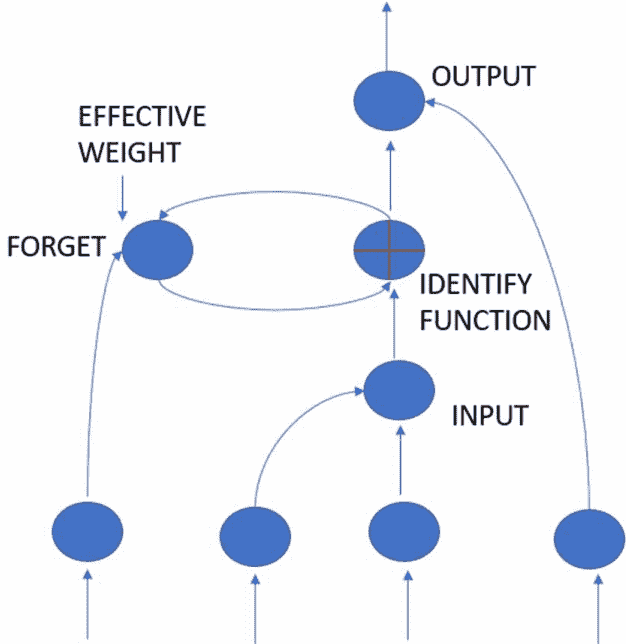 OUTPUT
EFFECTIVE
WEIGHT
FORGET
IDENTIFY
FUNCTION
INPUT